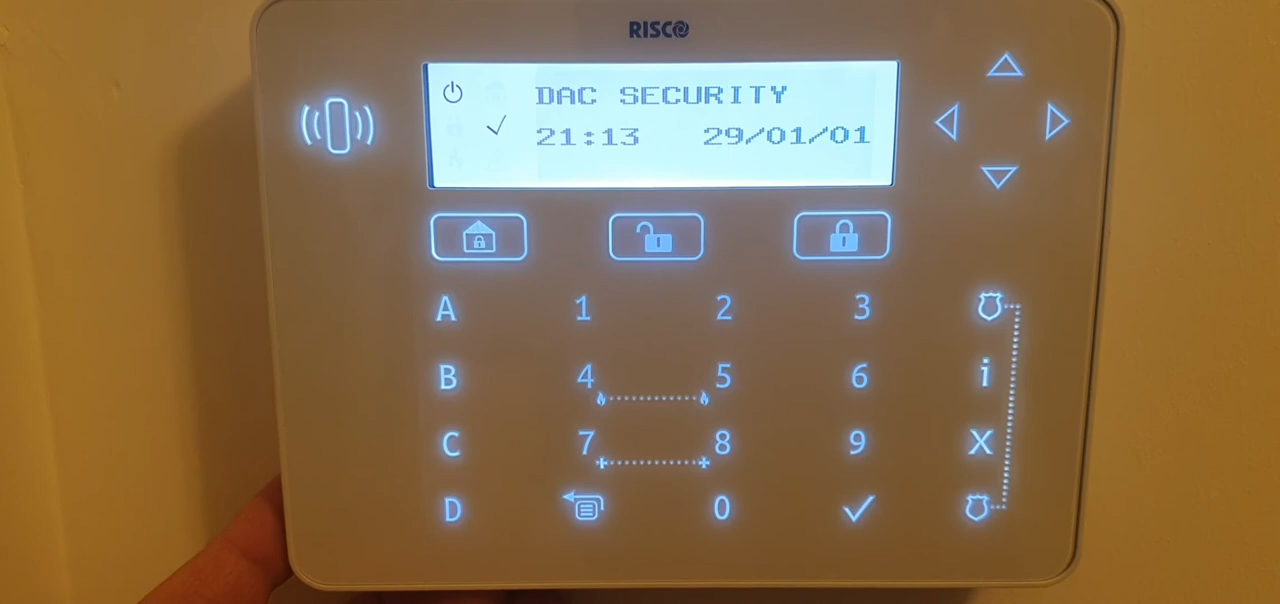 RISCO
DAC SECURITY
21:13 29/01/01
A 1 2 3
B 4 5 6 i
C 7 8 9 X
D 0